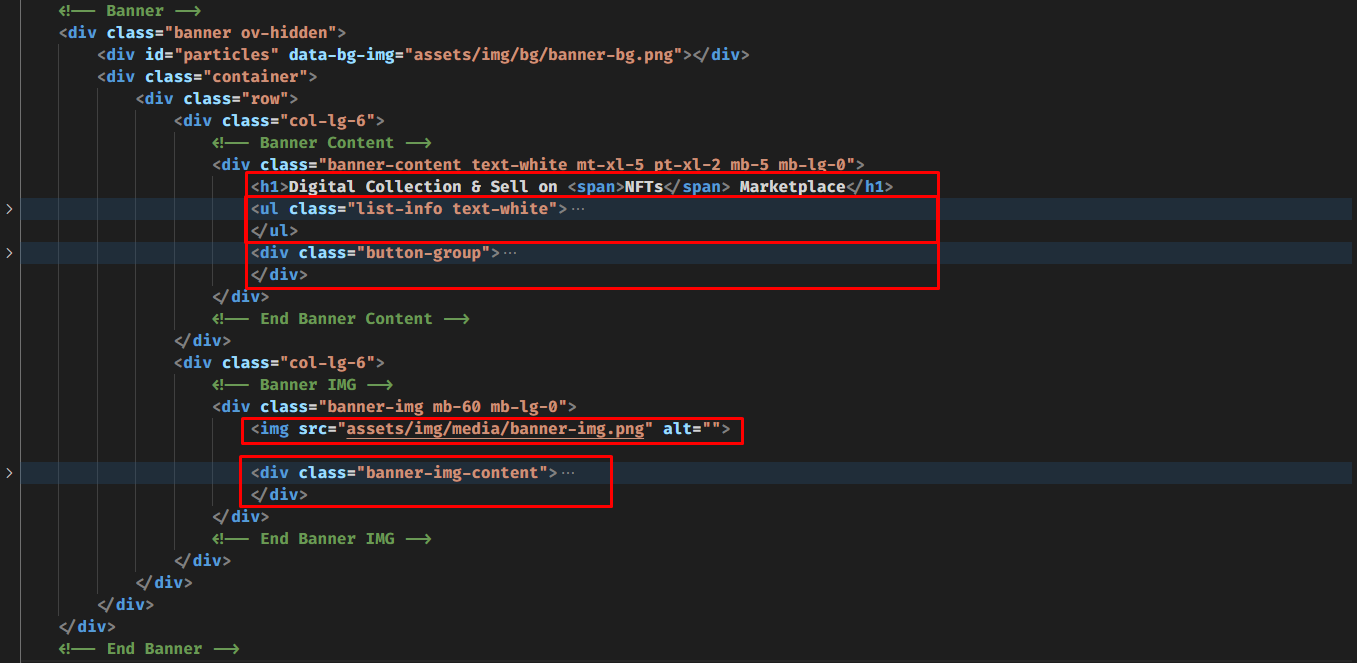 <!-- Banner -->
<div class="banner ov-hidden">
<div id="particles" data-bg-img="assets/img/bg/banner-bg.png"></div>
<div class="container">
<div class="row">
<div class="col-lg-6">
<!-- Banner Content -->
<div class="banner-content text-white mt-xl-5 pt-xl-2 mb-5 mb-lg-0">
<h1>Digital Collection & Sell on <span>NFTs</span> Marketplace</h1>
<ul class="list-info text-white">···
</ul>
<div class="button-group">···
</div>
</div>
<!-- End Banner Content -->
</div>
<div class="col-lg-6">
<!-- Banner IMG -->
<div class="banner-img mb-60 mb-lg-0">
<img src="assets/img/media/banner-img.png" alt="">
<div class="banner-img-content">···
</div>
</div>
<!-- End Banner IMG -->
</div>
</div>
</div>
</div>
<!-- End Banner -->